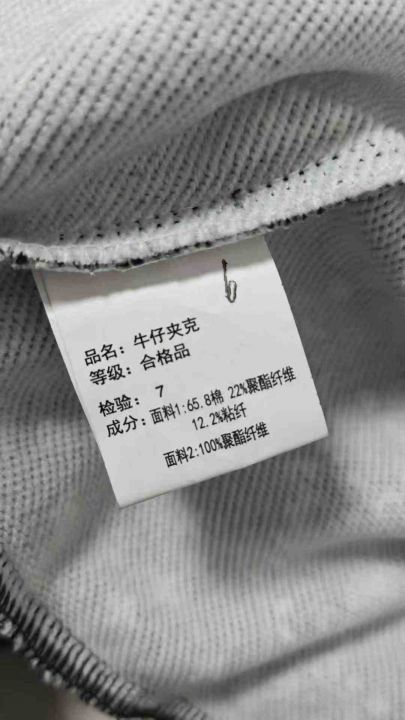 6
品名：牛仔夹克
等级：合格品
检验： 7
成分：面料1:65.8棉 22%聚酯纤维
12.2%粘纤
面料2:100%聚酯纤维